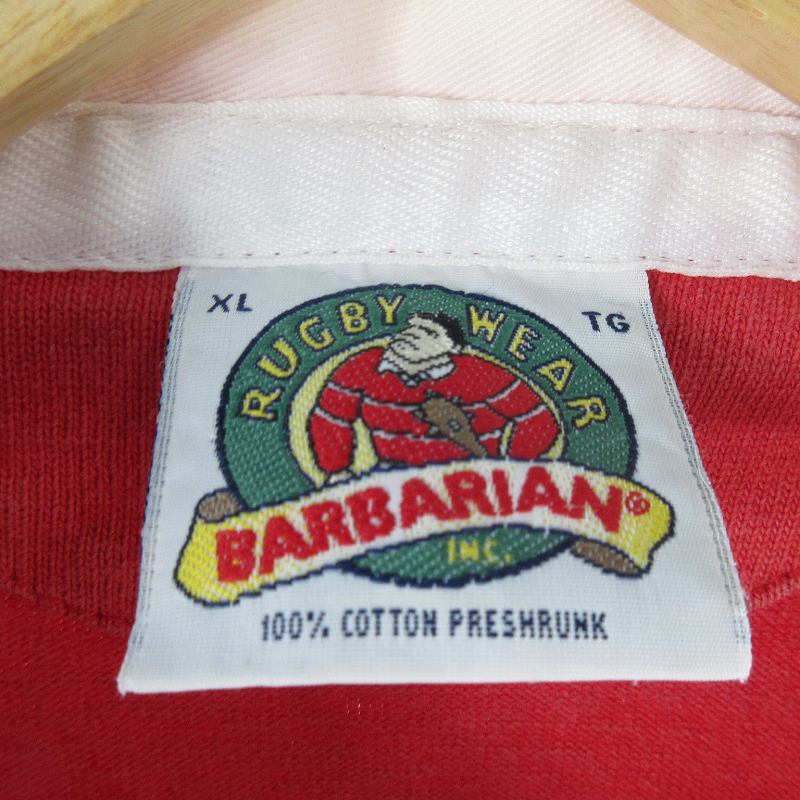 XL
TG
RUGBY WEAR
BARBARIAN®
INC.
100% COTTON PRESHRUNK